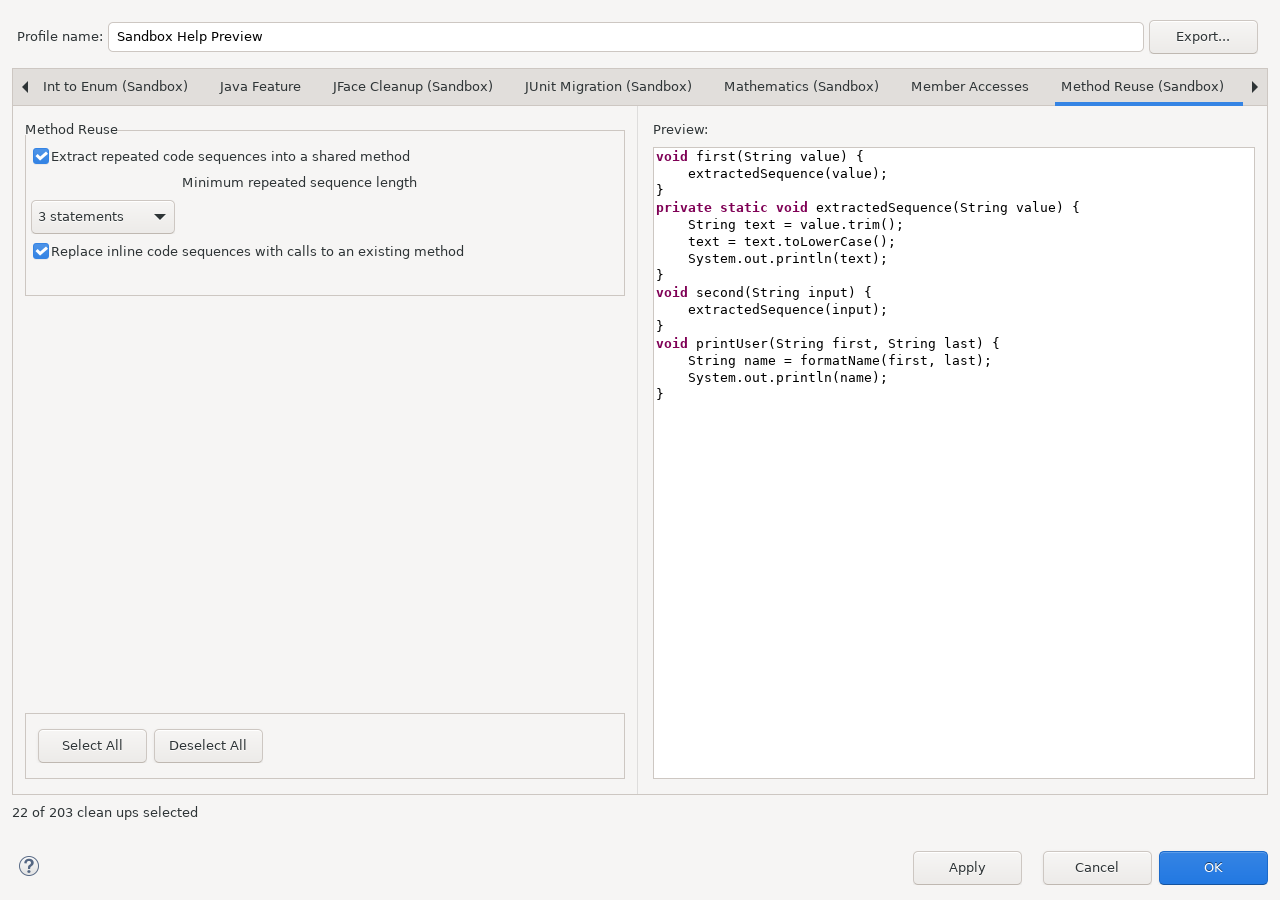 Profile name: Sandbox Help Preview Export...
Int to Enum (Sandbox) Java Feature JFace Cleanup (Sandbox) JUnit Migration (Sandbox) Mathematics (Sandbox) Member Accesses Method Reuse (Sandbox)
Method Reuse
Extract repeated code sequences into a shared method
Minimum repeated sequence length
3 statements
Replace inline code sequences with calls to an existing method
Select All Deselect All
Preview:
void first(String value) {
    extractedSequence(value);
}
private static void extractedSequence(String value) {
    String text = value.trim();
    text = text.toLowerCase();
    System.out.println(text);
}
void second(String input) {
    extractedSequence(input);
}
void printUser(String first, String last) {
    String name = formatName(first, last);
    System.out.println(name);
}
22 of 203 clean ups selected
? Apply Cancel OK